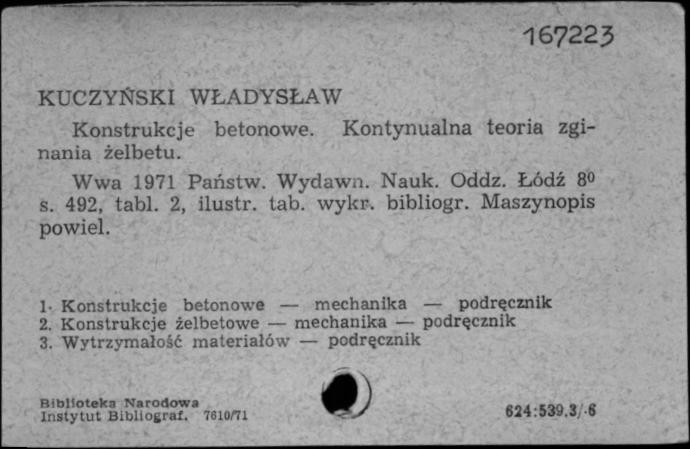 167223
KUCZYŃSKI WŁADYSŁAW
Konstrukcje betonowe. Kontynualna teoria zgi-
nania żelbetu.
Wwa 1971 Państw. Wydawn. Nauk. Oddz. Łódź 8⁰
s. 492, tabl. 2, ilustr. tab. wykr. bibliogr. Maszynopis
powiel.
1. Konstrukcje betonowe — mechanika — podręcznik
2. Konstrukcje żelbetowe — mechanika — podręcznik
3. Wytrzymałość materiałów — podręcznik
Biblioteka Narodowa
Instytut Bibliograf. 7610/71
624:539.3/.6